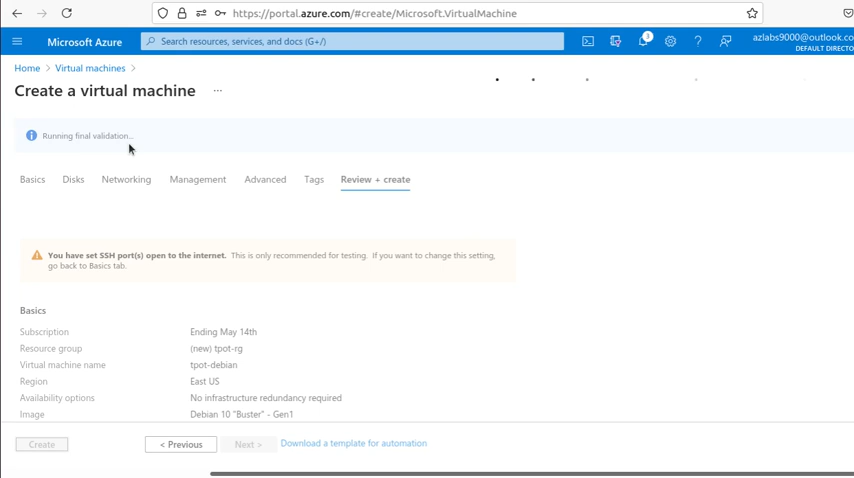 https://portal.azure.com/#create/Microsoft.VirtualMachine
Microsoft Azure
Search resources, services, and docs (G+/)
3
azlabs9000@outlook.co
DEFAULT DIRECTO
Home > Virtual machines >
Create a virtual machine ...
Running final validation...
Basics Disks Networking Management Advanced Tags Review + create
You have set SSH port(s) open to the internet. This is only recommended for testing. If you want to change this setting,
go back to Basics tab.
Basics
Subscription Ending May 14th
Resource group (new) tpot-rg
Virtual machine name tpot-debian
Region East US
Availability options No infrastructure redundancy required
Image Debian 10 "Buster" - Gen1
Create < Previous Next > Download a template for automation